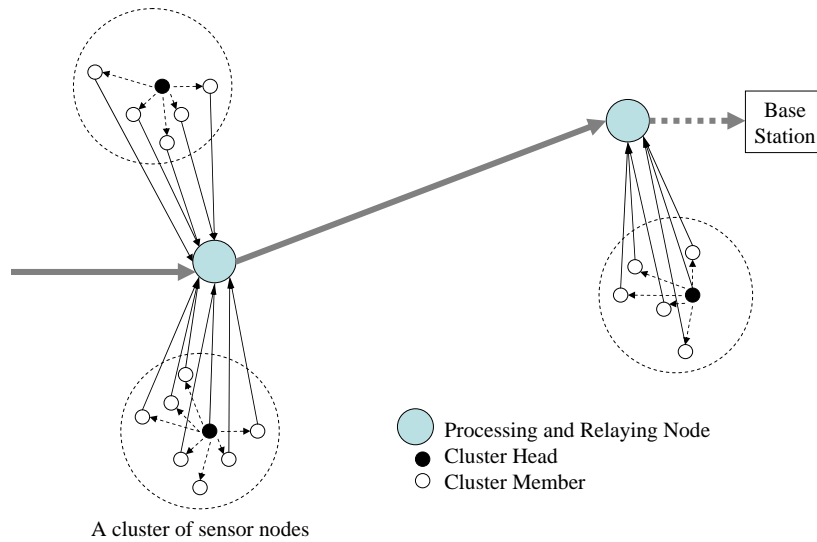 Base
Station
Processing and Relaying Node
Cluster Head
Cluster Member
A cluster of sensor nodes